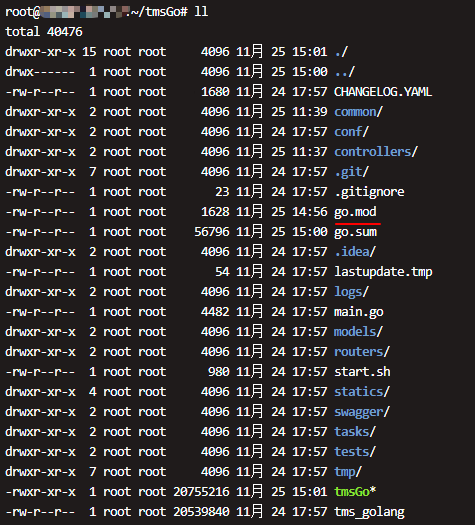 root@ :~/tmsGo# ll
total 40476
drwxr-xr-x 15 root root     4096 11月 25 15:01 ./
drwx------  1 root root     4096 11月 25 15:00 ../
-rw-r--r--  1 root root     1680 11月 24 17:57 CHANGELOG.YAML
drwxr-xr-x  2 root root     4096 11月 25 11:39 common/
drwxr-xr-x  2 root root     4096 11月 24 17:57 conf/
drwxr-xr-x  2 root root     4096 11月 25 11:37 controllers/
drwxr-xr-x  7 root root     4096 11月 24 17:57 .git/
-rw-r--r--  1 root root       23 11月 24 17:57 .gitignore
-rw-r--r--  1 root root     1628 11月 25 14:56 go.mod
-rw-r--r--  1 root root    56796 11月 25 15:00 go.sum
drwxr-xr-x  2 root root     4096 11月 24 17:57 .idea/
-rw-r--r--  1 root root       54 11月 24 17:57 lastupdate.tmp
drwxr-xr-x  2 root root     4096 11月 24 17:57 logs/
-rw-r--r--  1 root root     4482 11月 24 17:57 main.go
drwxr-xr-x  2 root root     4096 11月 24 17:57 models/
drwxr-xr-x  2 root root     4096 11月 24 17:57 routers/
-rw-r--r--  1 root root      980 11月 24 17:57 start.sh
drwxr-xr-x  4 root root     4096 11月 24 17:57 statics/
drwxr-xr-x  2 root root     4096 11月 24 17:57 swagger/
drwxr-xr-x  2 root root     4096 11月 24 17:57 tasks/
drwxr-xr-x  2 root root     4096 11月 24 17:57 tests/
drwxr-xr-x  7 root root     4096 11月 24 17:57 tmp/
-rwxr-xr-x  1 root root 20755216 11月 25 15:01 tmsGo*
-rw-r--r--  1 root root 20539840 11月 24 17:57 tms_golang